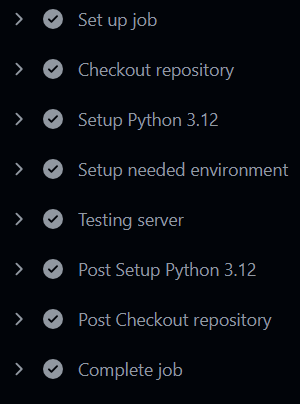 Set up job
Checkout repository
Setup Python 3.12
Setup needed environment
Testing server
Post Setup Python 3.12
Post Checkout repository
Complete job